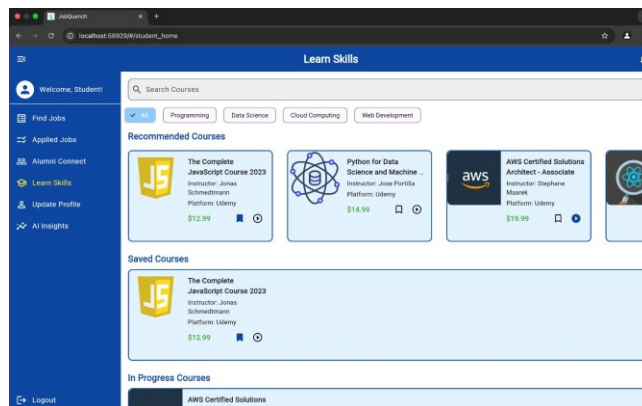 JobQuench
localhost:58929/#/student_home
Learn Skills
Welcome, Student!
Find Jobs
Applied Jobs
Alumni Connect
Learn Skills
Update Profile
AI Insights
Logout
Search Courses
All
Programming
Data Science
Cloud Computing
Web Development
Recommended Courses
JS
The Complete
JavaScript Course 2023
Instructor: Jonas
Schmedtmann
Platform: Udemy
$12.99
Python for Data
Science and Machine ...
Instructor: Jose Portilla
Platform: Udemy
$14.99
aws
AWS Certified Solutions
Architect - Associate
Instructor: Stephane
Maarek
Platform: Udemy
$19.99
Saved Courses
JS
The Complete
JavaScript Course 2023
Instructor: Jonas
Schmedtmann
Platform: Udemy
$12.99
In Progress Courses
AWS Certified Solutions